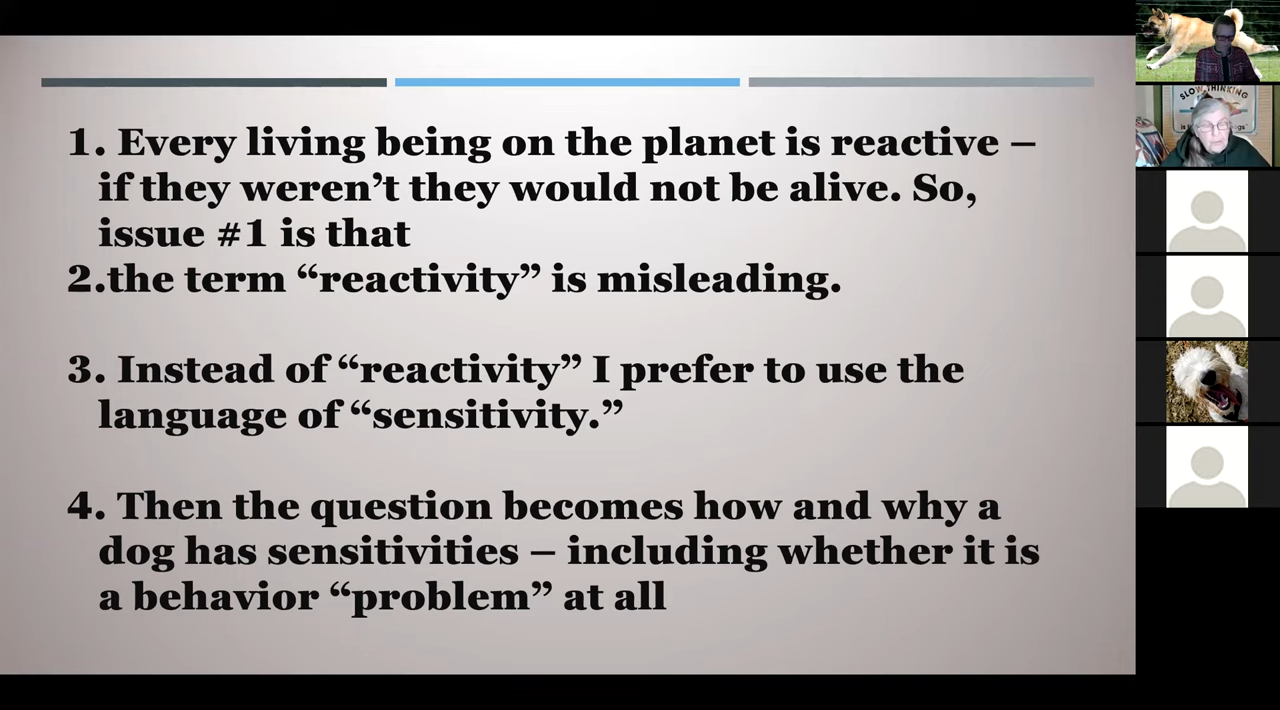 1. Every living being on the planet is reactive –
if they weren’t they would not be alive. So,
issue #1 is that
2.the term “reactivity” is misleading.
3. Instead of “reactivity” I prefer to use the
language of “sensitivity.”
4. Then the question becomes how and why a
dog has sensitivities – including whether it is
a behavior “problem” at all
SLOW THINKING
is